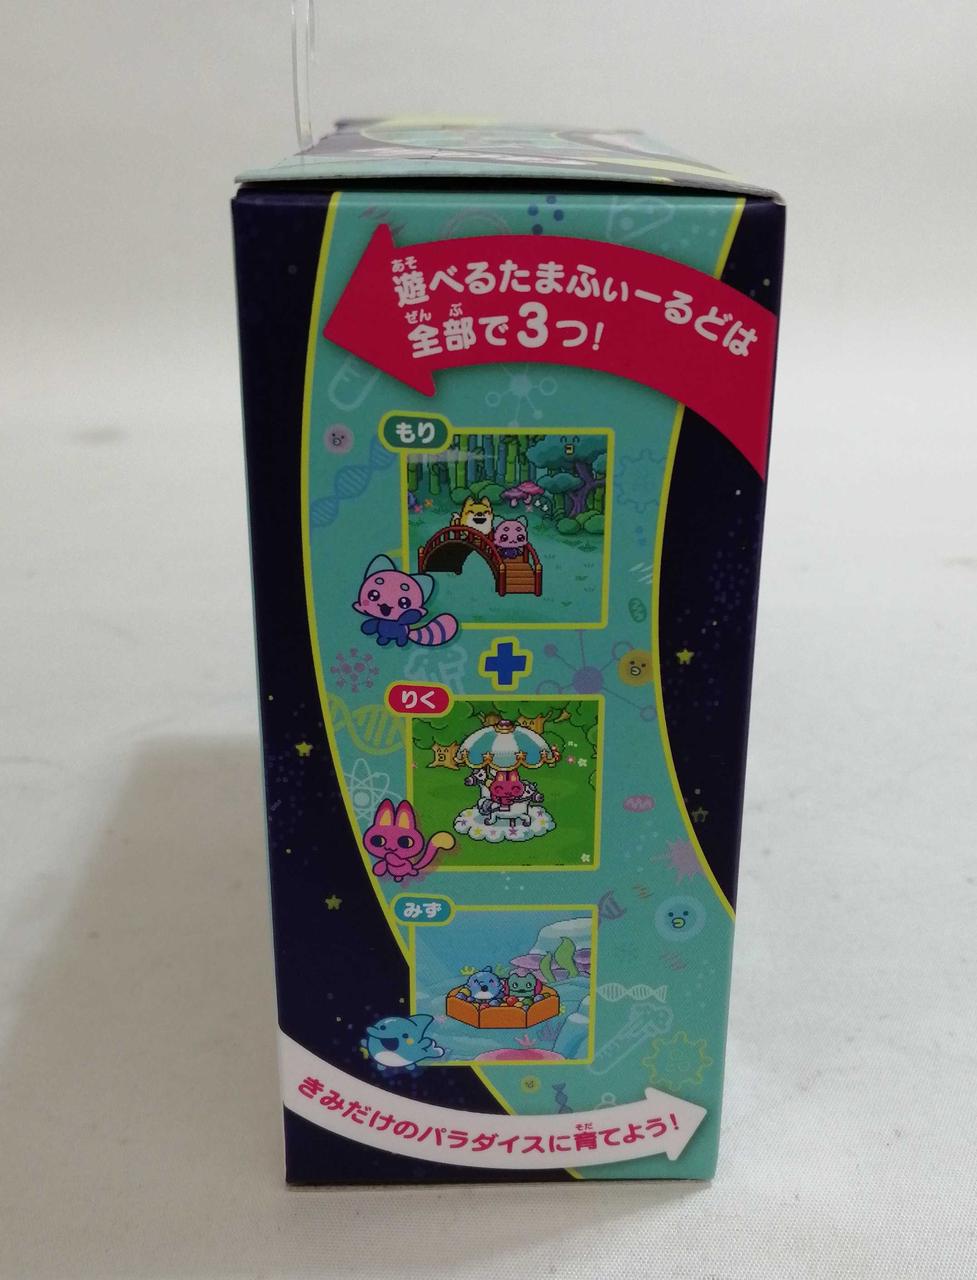 遊べるたまふぃーるどは
全部で3つ!
もり
りく
みず
きみだけのパラダイスに育てよう!